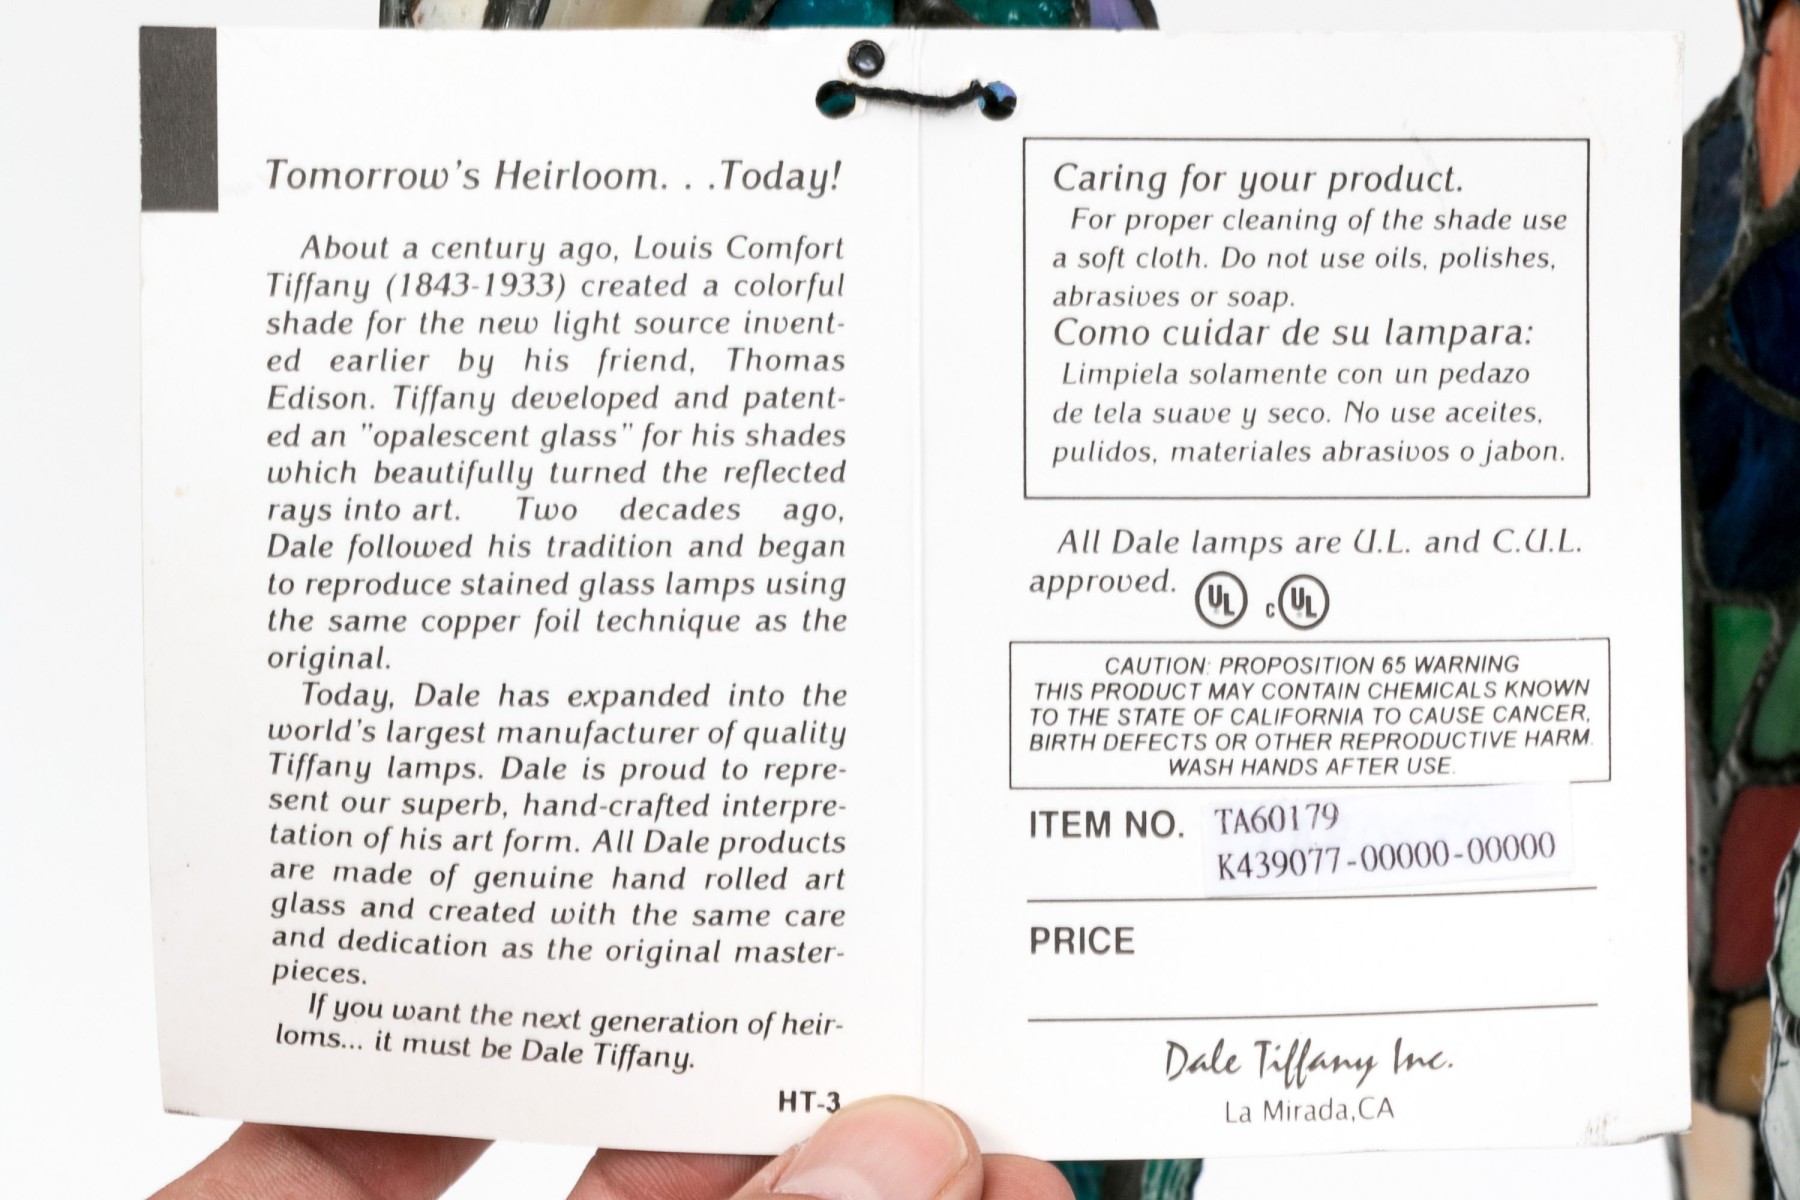 Tomorrow's Heirloom. . .Today!
About a century ago, Louis Comfort
Tiffany (1843-1933) created a colorful
shade for the new light source invent-
ed earlier by his friend, Thomas
Edison. Tiffany developed and patent-
ed an "opalescent glass" for his shades
which beautifully turned the reflected
rays into art. Two decades ago,
Dale followed his tradition and began
to reproduce stained glass lamps using
the same copper foil technique as the
original.
Today, Dale has expanded into the
world's largest manufacturer of quality
Tiffany lamps. Dale is proud to repre-
sent our superb, hand-crafted interpre-
tation of his art form. All Dale products
are made of genuine hand rolled art
glass and created with the same care
and dedication as the original master-
pieces.
If you want the next generation of heir-
loms... it must be Dale Tiffany.
HT-3
Caring for your product.
For proper cleaning of the shade use
a soft cloth. Do not use oils, polishes,
abrasives or soap.
Como cuidar de su lampara:
Limpiela solamente con un pedazo
de tela suave y seco. No use aceites,
pulidos, materiales abrasivos o jabon.
All Dale lamps are U.L. and C.U.L.
approved. UL cUL
CAUTION: PROPOSITION 65 WARNING
THIS PRODUCT MAY CONTAIN CHEMICALS KNOWN
TO THE STATE OF CALIFORNIA TO CAUSE CANCER,
BIRTH DEFECTS OR OTHER REPRODUCTIVE HARM.
WASH HANDS AFTER USE.
ITEM NO. TA60179
K439077-00000-00000
PRICE
Dale Tiffany Inc.
La Mirada,CA